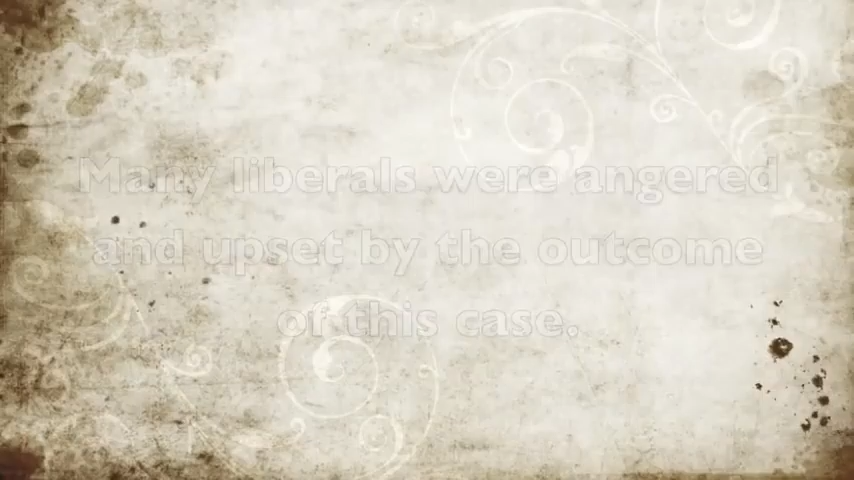 Many liberals were angered
and upset by the outcome
of this case.